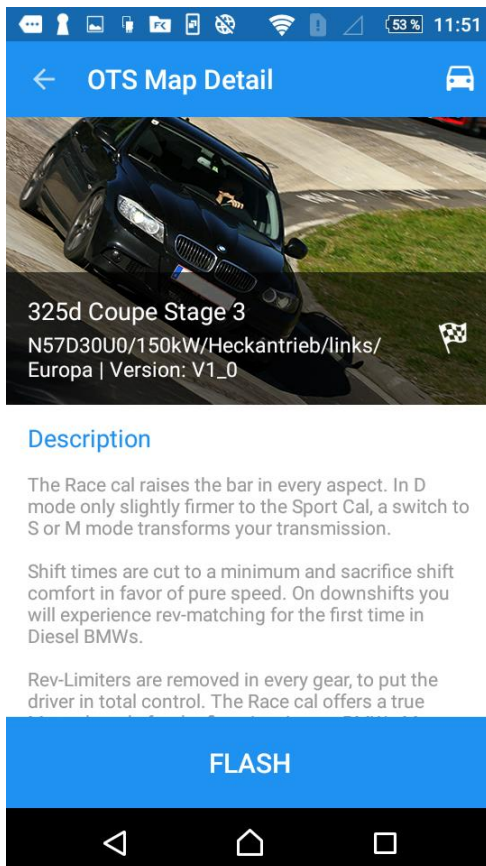 53 % 11:51
OTS Map Detail
325d Coupe Stage 3
N57D30U0/150kW/Heckantrieb/links/
Europa | Version: V1_0
Description
The Race cal raises the bar in every aspect. In D
mode only slightly firmer to the Sport Cal, a switch to
S or M mode transforms your transmission.
Shift times are cut to a minimum and sacrifice shift
comfort in favor of pure speed. On downshifts you
will experience rev-matching for the first time in
Diesel BMWs.
Rev-Limiters are removed in every gear, to put the
driver in total control. The Race cal offers a true
FLASH